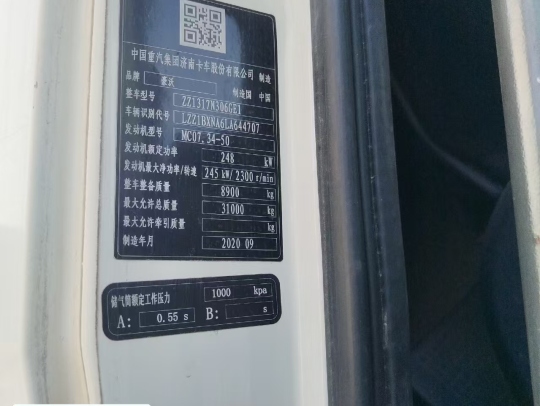 中国重汽集团济南卡车股份有限公司 制造
品牌 豪沃 制造国 中国
整车型号 ZZ1317N306GE1
车辆识别代号 LZZ1BXNA6LA644707
发动机型号 MC07.34-50
发动机额定功率 248 kW
发动机最大净功率/转速 245 kW/ 2300 r/min
整车整备质量 8900 kg
最大允许总质量 31000 kg
最大允许牵引质量 kg
制造年月 2020 09
储气筒额定工作压力 1000 kpa
A: 0.55 s B: s